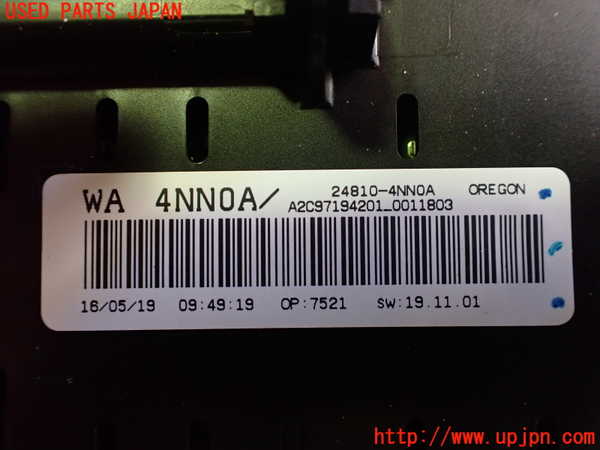 USED PARTS JAPAN
WA 4NN0A/
24810-4NN0A OREGON
A2C97194201_0011803
16/05/19 09:49:19 OP:7521 SW:19.11.01
http://www.upjpn.com/